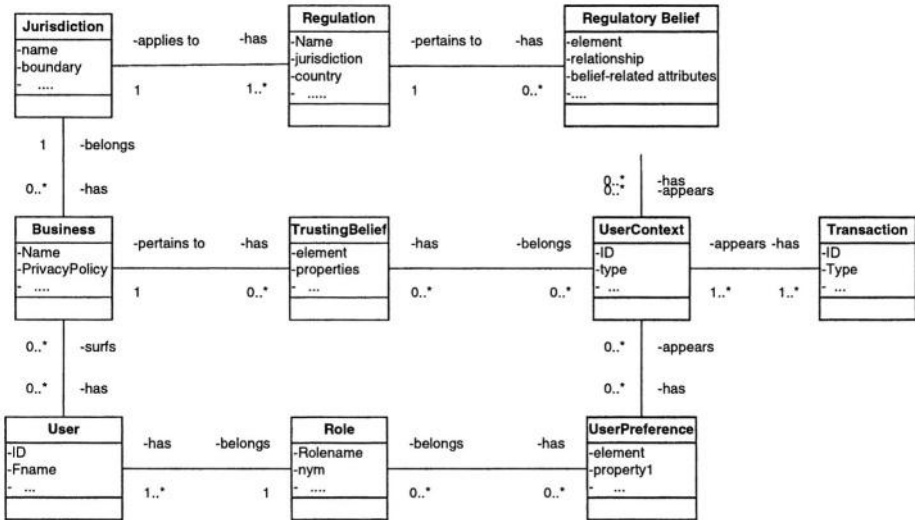 Jurisdiction
-name
-boundary
- ....
-applies to
-has
1
1..*
Regulation
-Name
-jurisdiction
-country
- .....
-pertains to
-has
1
0..*
Regulatory Belief
-element
-relationship
-belief-related attributes
-....
1
-belongs
0..*
-has
0..*
-has
0..*
-appears
Business
-Name
-PrivacyPolicy
- ....
-pertains to
-has
1
0..*
TrustingBelief
-element
-properties
- ...
-has
-belongs
0..*
0..*
UserContext
-ID
-type
- ...
-appears
-has
1..*
1..*
Transaction
-ID
-Type
- ...
0..*
-surfs
0..*
-has
0..*
-appears
0..*
-has
User
-ID
-Fname
- ...
-has
-belongs
1..*
1
Role
-Rolename
-nym
- ....
-belongs
-has
0..*
0..*
UserPreference
-element
-property1
- ...